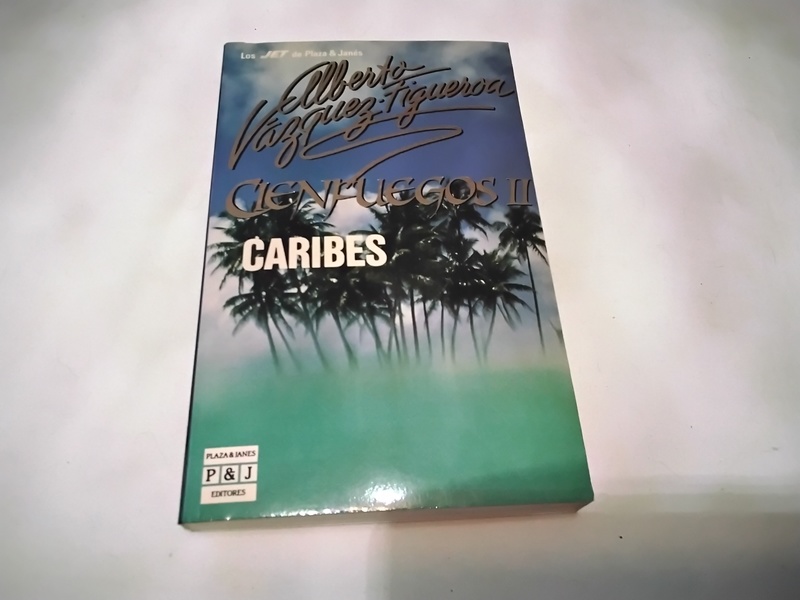 Los JET de Plaza & Janés
Alberto
Vázquez-Figueroa
CIENFUEGOS II
CARIBES
PLAZA & JANES
P & J
EDITORES